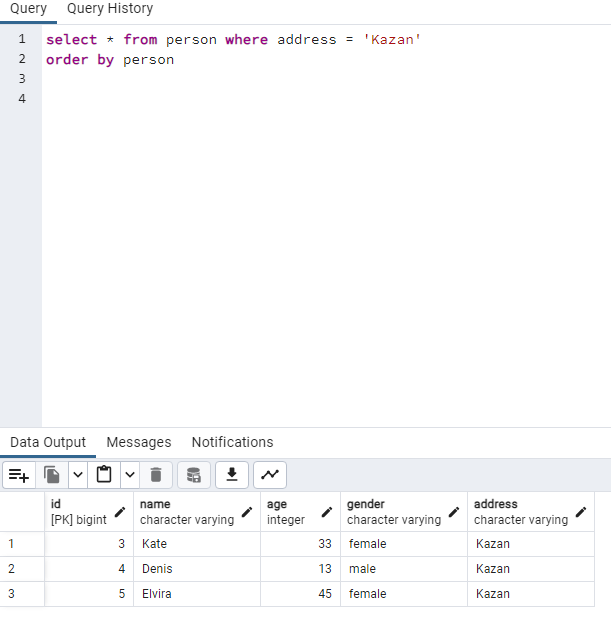 Query Query History
1 select * from person where address = 'Kazan'
2 order by person
3
4
Data Output Messages Notifications
id name age gender address
[PK] bigint character varying integer character varying character varying
1 3 Kate 33 female Kazan
2 4 Denis 13 male Kazan
3 5 Elvira 45 female Kazan